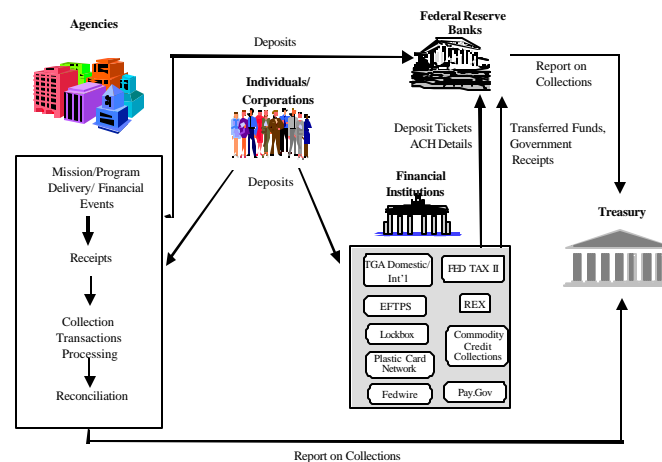 Agencies
Federal Reserve
Banks
Deposits
Report on
Collections
Individuals/
Corporations
Deposit Tickets
ACH Details
Transferred Funds,
Government
Receipts
Mission/Program
Delivery/ Financial
Events
Deposits
Financial
Institutions
Treasury
Receipts
TGA Domestic/
Int'l
FED TAX II
EFTPS
REX
Collection
Transactions
Processing
Lockbox
Commodity
Credit
Collections
Plastic Card
Network
Reconciliation
Fedwire
Pay.Gov
Report on Collections